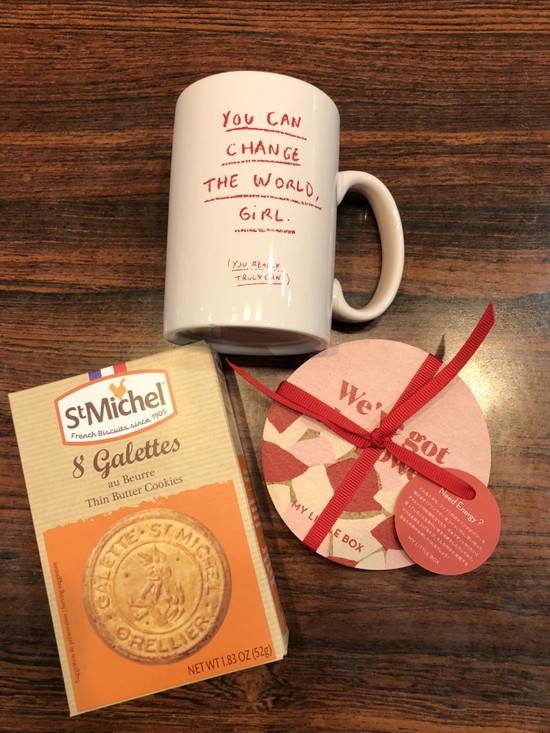 YOU CAN
CHANGE
THE WORLD,
GIRL.
(YOU REALLY
TRULY CAN)
St Michel
French Biscuits since 1905
8 Galettes
au Beurre
Thin Butter Cookies
GALETTE • ST MICHEL
GRELLIER
NET WT 1.83 OZ (52g)
We've got
MY LITTLE BOX
Need Energy?
MY LITTLE BOX